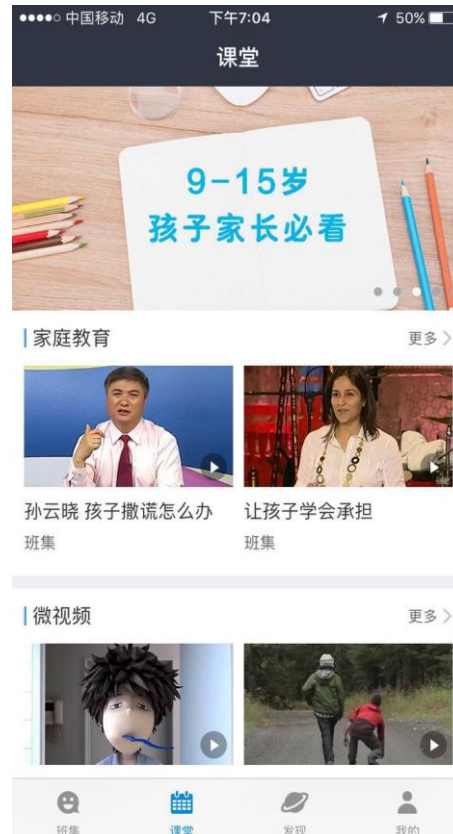 中国移动 4G 下午7:04 50%
课堂
9-15岁
孩子家长必看
家庭教育 更多
孙云晓 孩子撒谎怎么办 让孩子学会承担
班集 班集
微视频 更多
班集 课堂 发现 我的